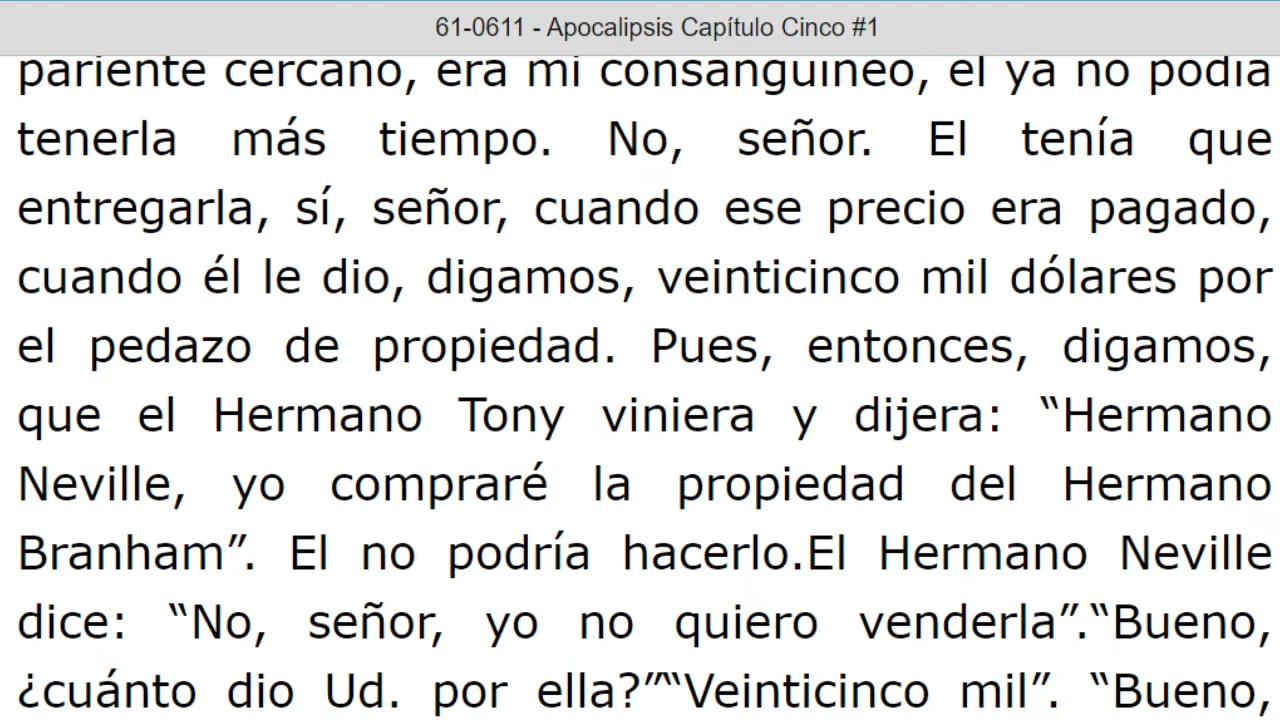 61-0611 - Apocalipsis Capítulo Cinco #1
pariente cercano, era mi consanguíneo, él ya no podía
tenerla más tiempo. No, señor. El tenía que
entregarla, sí, señor, cuando ese precio era pagado,
cuando él le dio, digamos, veinticinco mil dólares por
el pedazo de propiedad. Pues, entonces, digamos,
que el Hermano Tony viniera y dijera: “Hermano
Neville, yo compraré la propiedad del Hermano
Branham”. El no podría hacerlo.El Hermano Neville
dice: “No, señor, yo no quiero venderla”.“Bueno,
¿cuánto dio Ud. por ella?”“Veinticinco mil”. “Bueno,